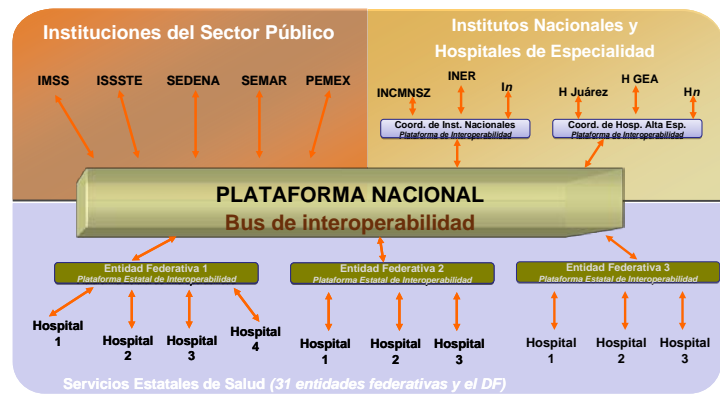 Instituciones del Sector Público
IMSS ISSSTE SEDENA SEMAR PEMEX
Institutos Nacionales y
Hospitales de Especialidad
INCMNSZ INER In
H Juárez H GEA Hn
Coord. de Inst. Nacionales
Plataforma de Interoperabilidad
Coord. de Hosp. Alta Esp.
Plataforma de Interoperabilidad
PLATAFORMA NACIONAL
Bus de interoperabilidad
Entidad Federativa 1
Plataforma Estatal de Interoperabilidad
Hospital
1
Hospital
2
Hospital
3
Hospital
4
Entidad Federativa 2
Plataforma Estatal de Interoperabilidad
Hospital
1
Hospital
2
Hospital
3
Entidad Federativa 3
Plataforma Estatal de Interoperabilidad
Hospital
1
Hospital
2
Hospital
3
Servicios Estatales de Salud (31 entidades federativas y el DF)